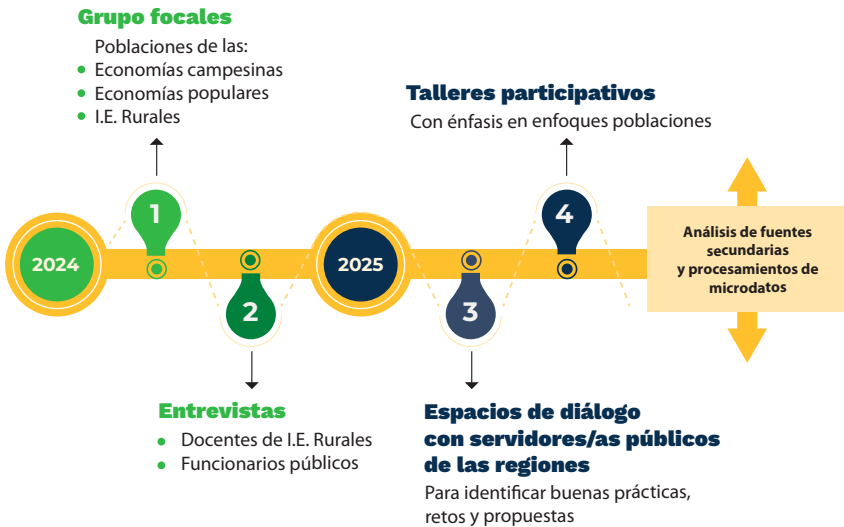 Grupo focales
Poblaciones de las:
Economías campesinas
Economías populares
I.E. Rurales
Talleres participativos
Con énfasis en enfoques poblaciones
1
4
2024
2025
Análisis de fuentes
secundarias
y procesamientos de
microdatos
2
3
Entrevistas
Docentes de I.E. Rurales
Funcionarios públicos
Espacios de diálogo
con servidores/as públicos
de las regiones
Para identificar buenas prácticas,
retos y propuestas